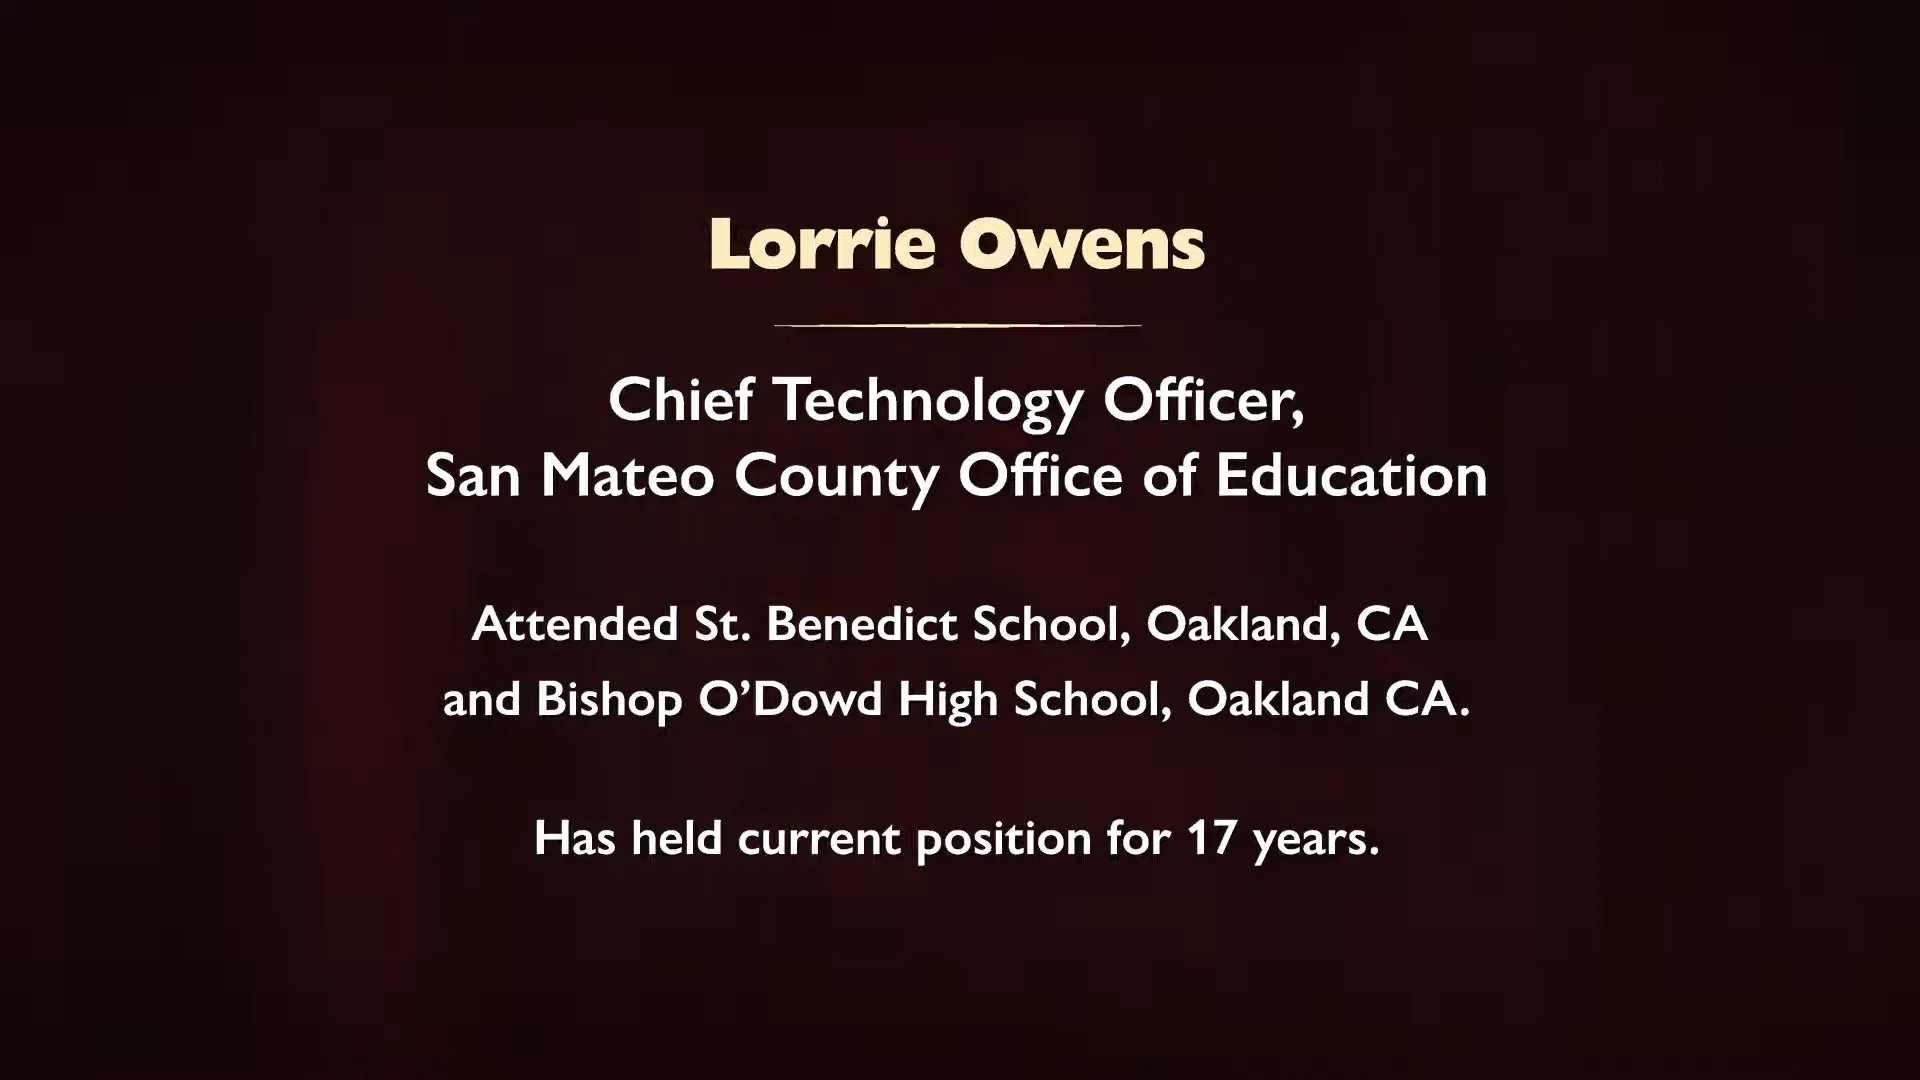 Lorrie Owens
Chief Technology Officer,
San Mateo County Office of Education
Attended St. Benedict School, Oakland, CA
and Bishop O’Dowd High School, Oakland CA.
Has held current position for 17 years.